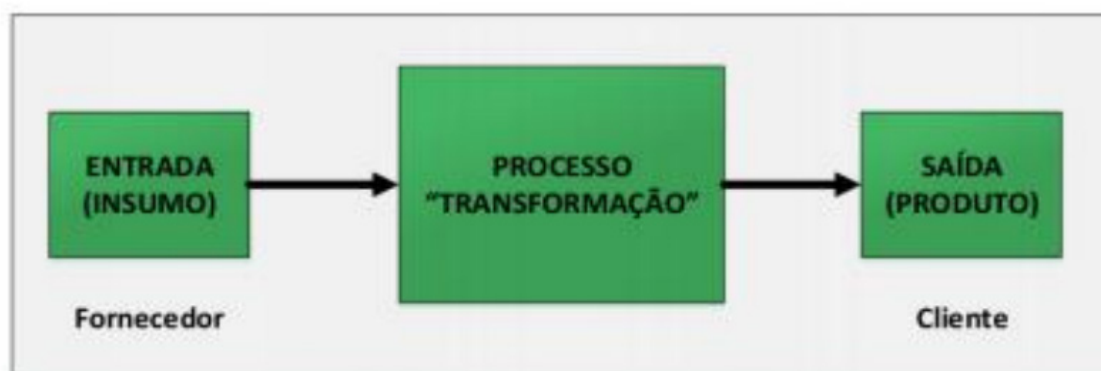 ENTRADA
(INSUMO)
Fornecedor
PROCESSO
“TRANSFORMAÇÃO”
SAÍDA
(PRODUTO)
Cliente